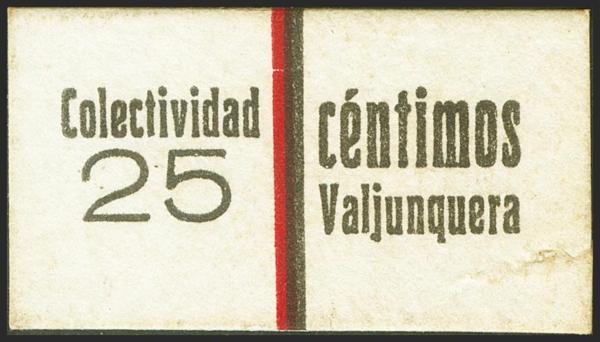 Colectividad
25
céntimos
Valjunquera